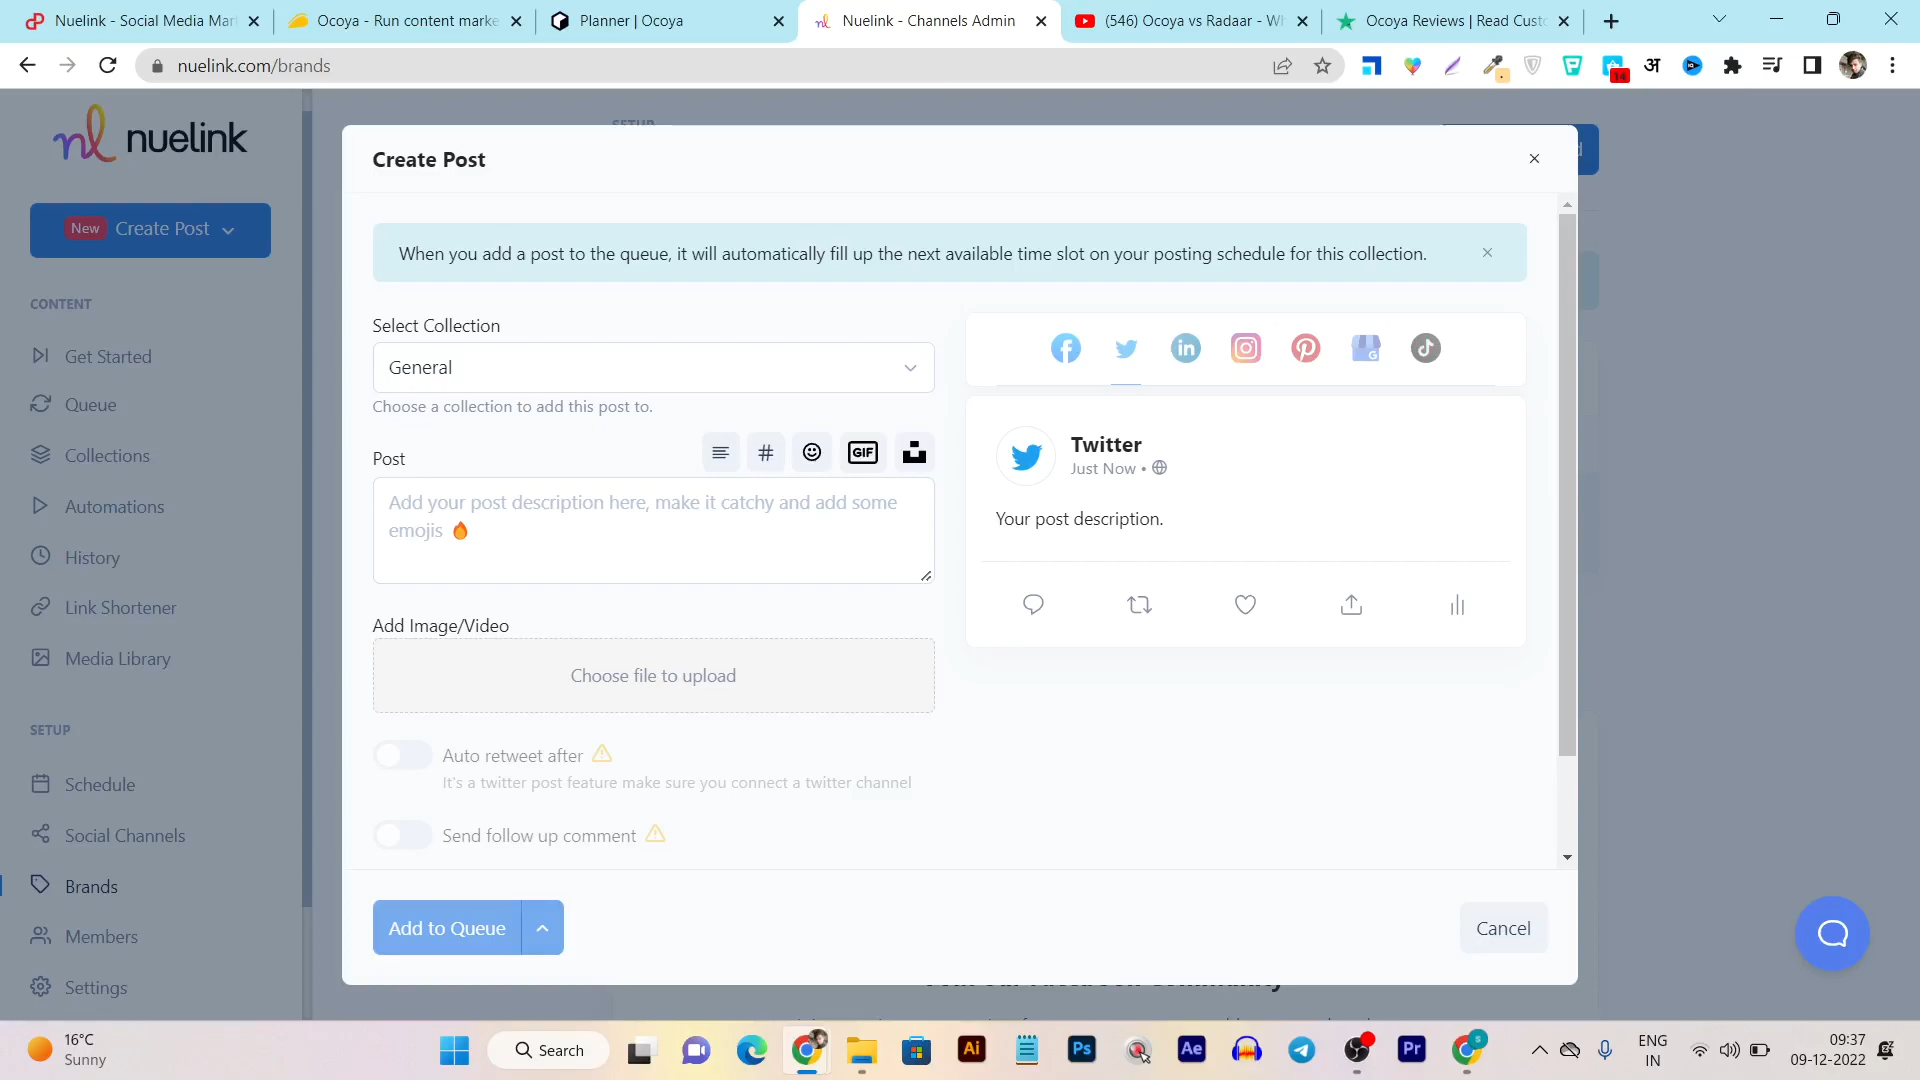 Nuelink - Social Media Mar
Ocoya - Run content marke
Planner | Ocoya
Nuelink - Channels Admin
(546) Ocoya vs Radaar - Wh
Ocoya Reviews | Read Custo
nuelink.com/brands
14
अ
nuelink
SETUP
New Create Post
Create Post
When you add a post to the queue, it will automatically fill up the next available time slot on your posting schedule for this collection.
CONTENT
Get Started
Queue
Collections
Automations
History
Link Shortener
Media Library
SETUP
Schedule
Social Channels
Brands
Members
Settings
Select Collection
General
Choose a collection to add this post to.
Post
GIF
Add your post description here, make it catchy and add some
emojis 🔥
Add Image/Video
Choose file to upload
Auto retweet after
It's a twitter post feature make sure you connect a twitter channel
Send follow up comment
Twitter
Just Now •
Your post description.
Add to Queue
Cancel
16°C
Sunny
Search
Ai
Ps
Ae
Pr
S
ENG
IN
09:37
09-12-2022